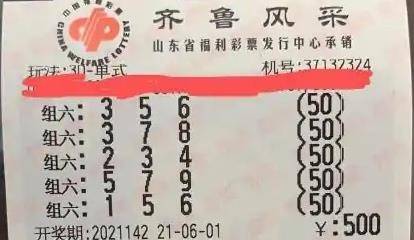 中国福利彩票
CHINA WELFARE LOTTERY
齐鲁风采
山东省福利彩票发行中心承销
玩法:3D-单式 机号:37132324
组六: 3 5 6 (50)
组六: 3 7 8 (50)
组六: 2 3 4 (50)
组六: 5 7 9 (50)
组六: 1 5 6 (50)
开奖期:2021142 21-06-01 ¥:500